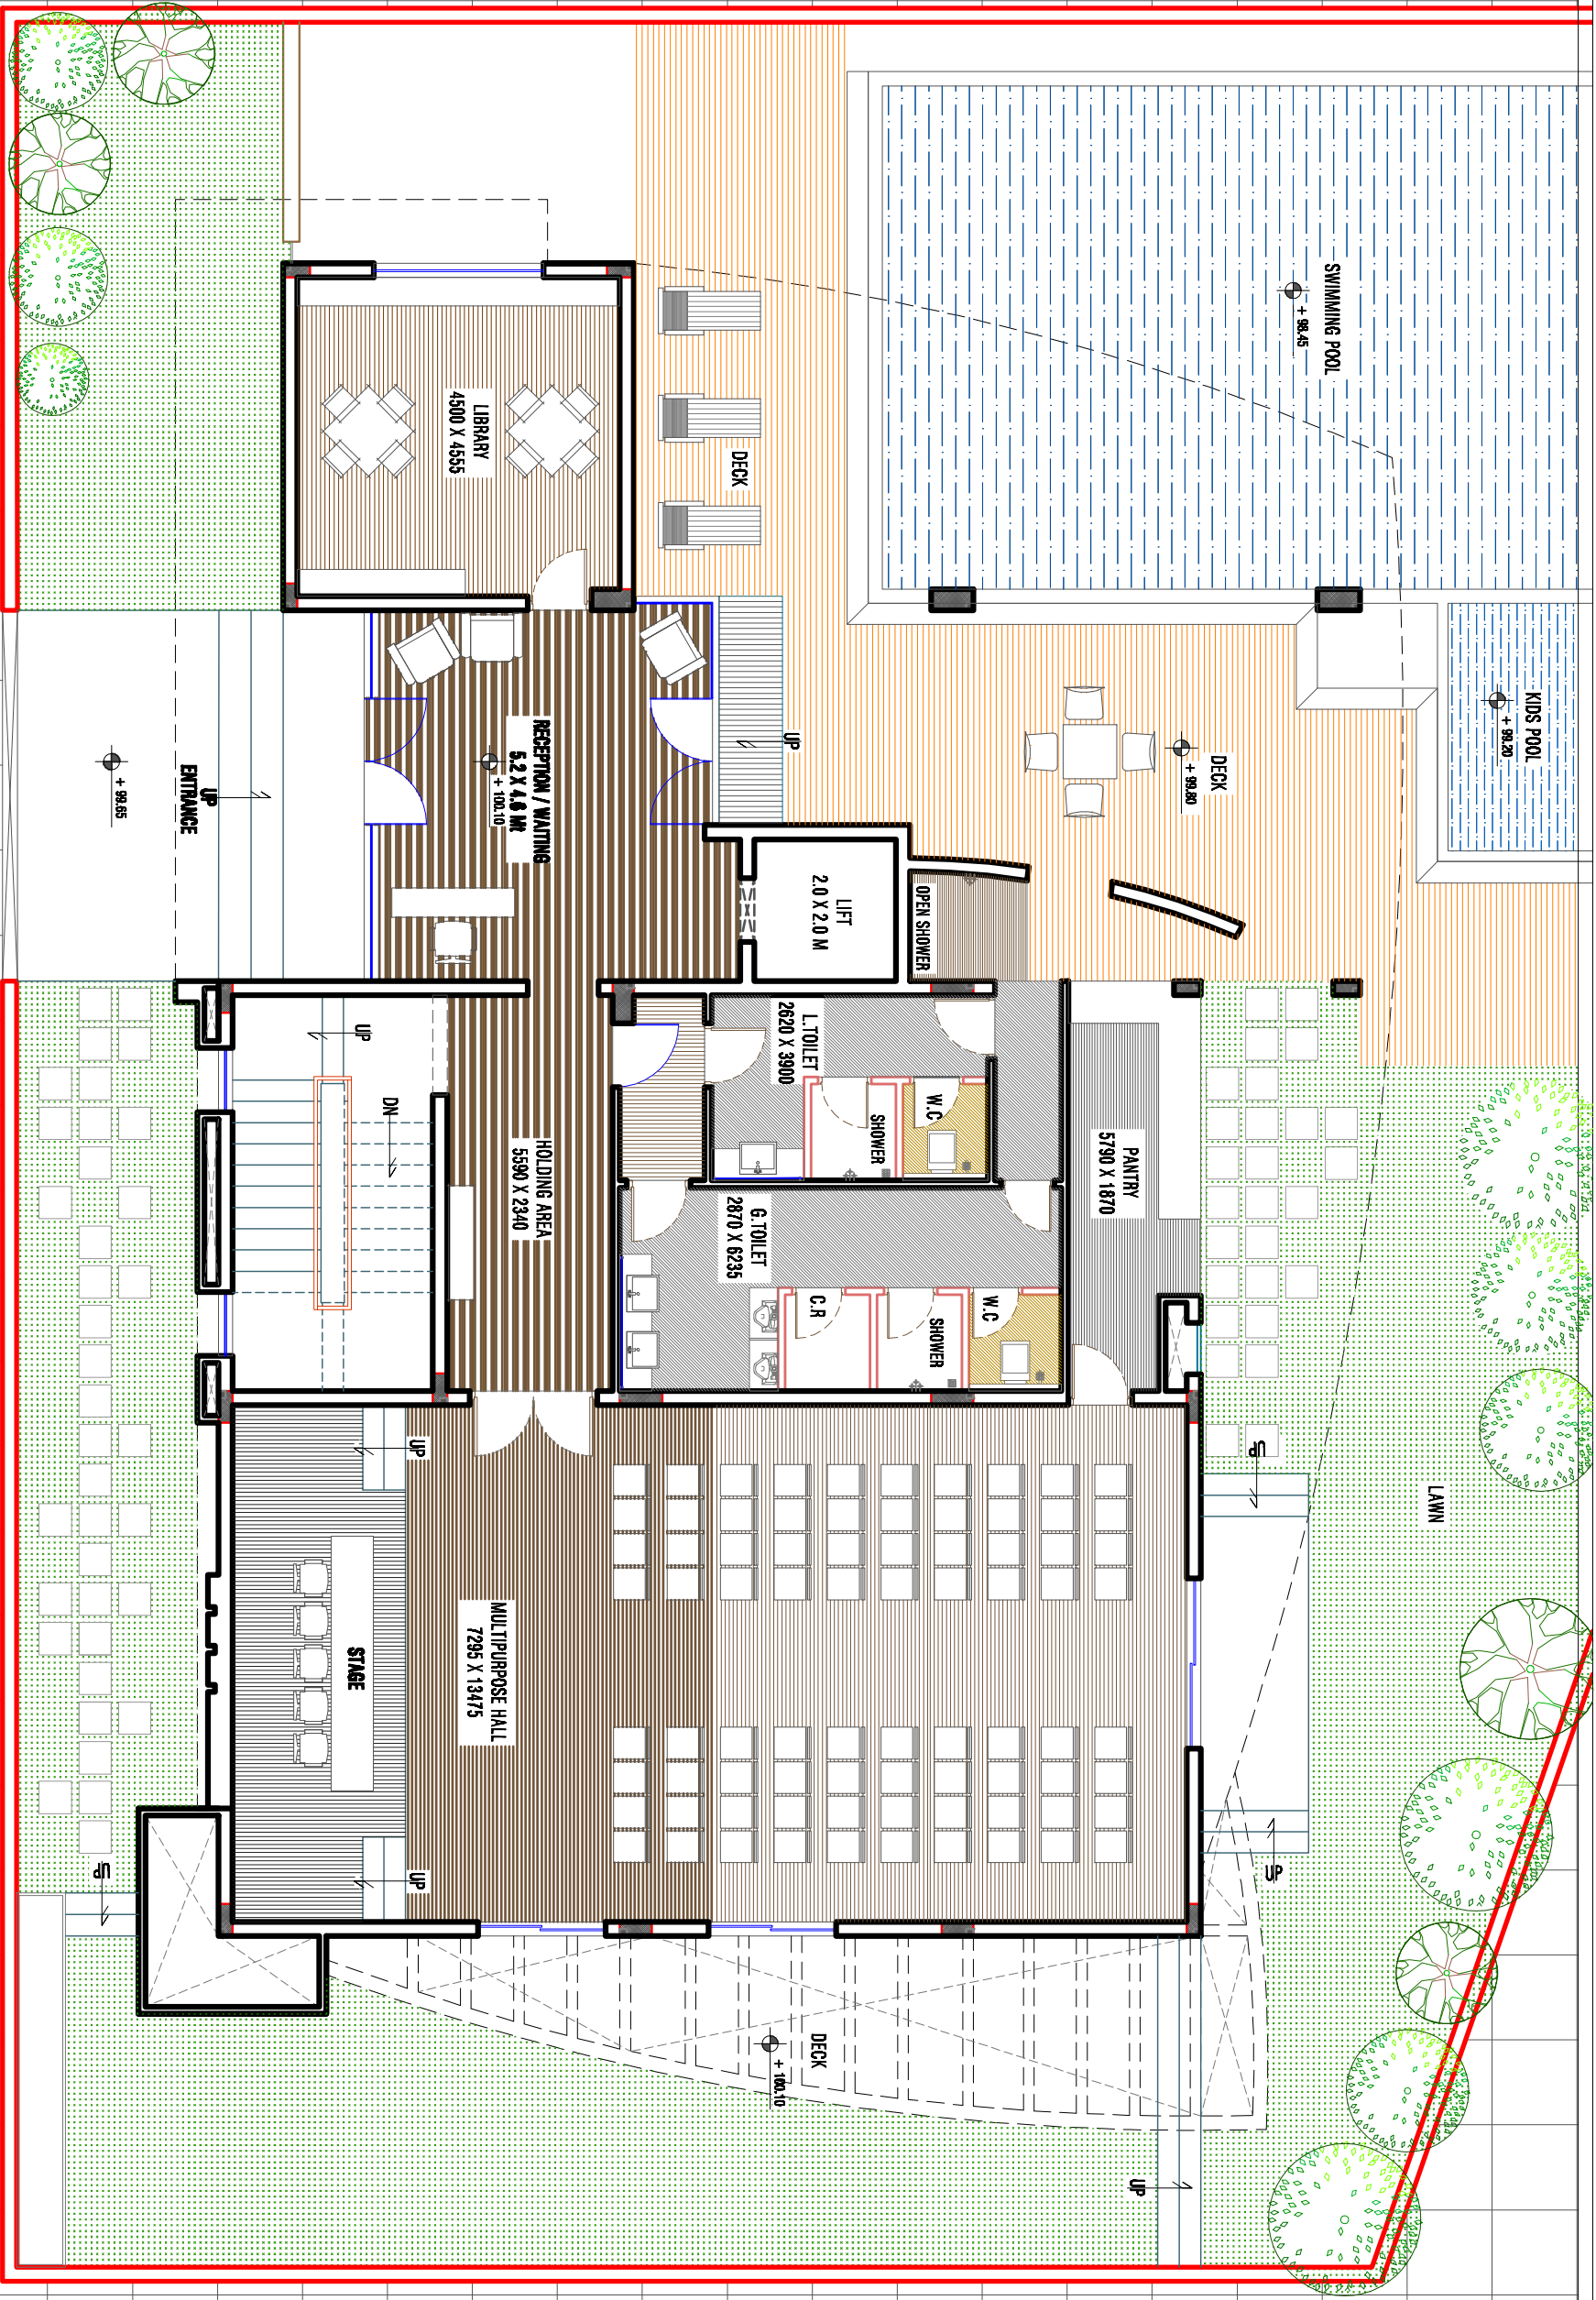 SWIMMING POOL
+ 98.45
KIDS POOL
+ 99.20
DECK
DECK
+ 99.80
LIBRARY
4500 X 4555
UP
RECEPTION / WAITING
5.2 X 4.6 Mt
+ 100.10
UP
ENTRANCE
+ 99.65
LIFT
2.0 X 2.0 M
OPEN SHOWER
L.TOILET
2620 X 3900
W.C
SHOWER
PANTRY
5790 X 1870
G.TOILET
2870 X 6235
C.R
SHOWER
W.C
HOLDING AREA
5590 X 2340
UP
DN
UP
LAWN
UP
UP
STAGE
MULTIPURPOSE HALL
7295 X 13475
UP
UP
UP
DECK
+ 100.10
UP